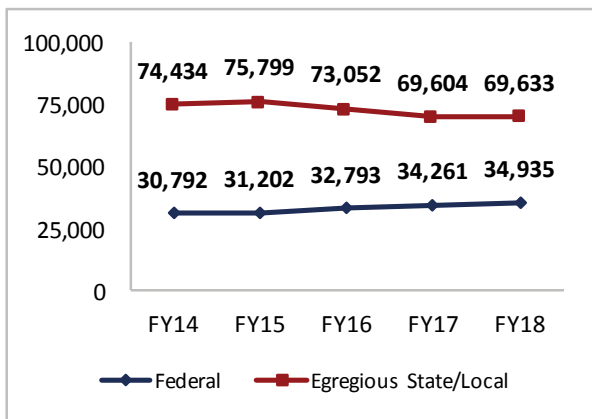 100,000
74,434 75,799 73,052 69,604 69,633
75,000
50,000
30,792 31,202 32,793 34,261 34,935
25,000
0
FY14 FY15 FY16 FY17 FY18
Federal Egregious State/Local